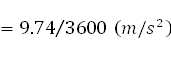 = 9.74/3600 (m/s²)